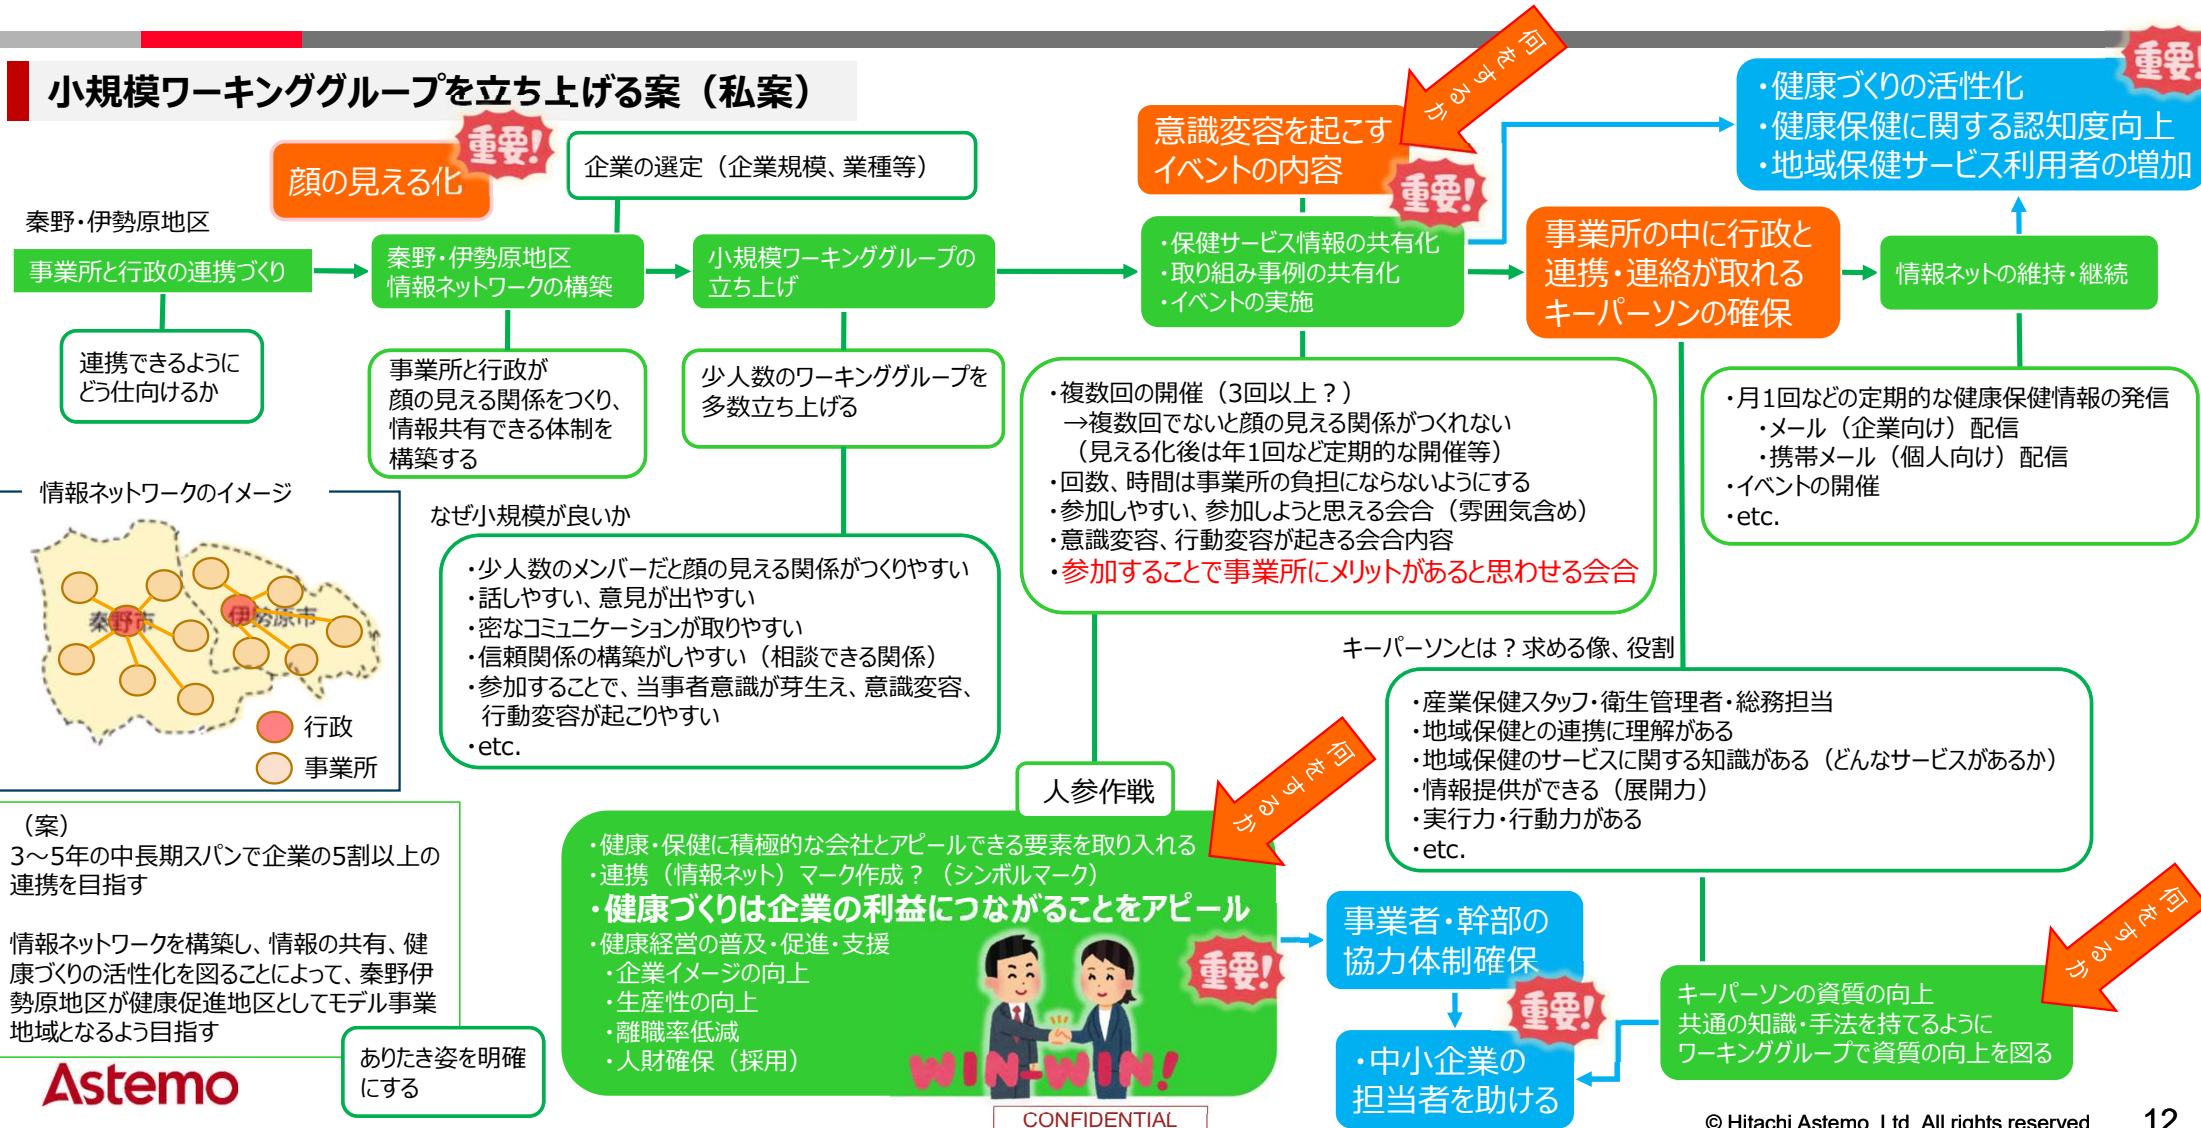 小規模ワーキンググループを立ち上げる案（私案）
重要!
顔の見える化
重要!
企業の選定（企業規模、業種等）
何をするか
意識変容を起こす
イベントの内容
重要!
・健康づくりの活性化
・健康保健に関する認知度向上
・地域保健サービス利用者の増加
秦野・伊勢原地区
事業所と行政の連携づくり
秦野・伊勢原地区
情報ネットワークの構築
小規模ワーキンググループの
立ち上げ
・保健サービス情報の共有化
・取り組み事例の共有化
・イベントの実施
事業所の中に行政と
連携・連絡が取れる
キーパーソンの確保
情報ネットの維持・継続
連携できるように
どう仕向けるか
事業所と行政が
顔の見える関係をつくり、
情報共有できる体制を
構築する
少人数のワーキンググループを
多数立ち上げる
・複数回の開催（3回以上？）
→複数回でないと顔の見える関係がつくれない
（見える化後は年1回など定期的な開催等）
・回数、時間は事業所の負担にならないようにする
・参加しやすい、参加しようと思える会合（雰囲気含め）
・意識変容、行動変容が起きる会合内容
・参加することで事業所にメリットがあると思わせる会合
・月1回などの定期的な健康保健情報の発信
・メール（企業向け）配信
・携帯メール（個人向け）配信
・イベントの開催
・etc.
情報ネットワークのイメージ
秦野市
伊勢原市
行政
事業所
なぜ小規模が良いか
・少人数のメンバーだと顔の見える関係がつくりやすい
・話しやすい、意見が出やすい
・密なコミュニケーションが取りやすい
・信頼関係の構築がしやすい（相談できる関係）
・参加することで、当事者意識が芽生え、意識変容、
行動変容が起こりやすい
・etc.
キーパーソンとは？求める像、役割
・産業保健スタッフ・衛生管理者・総務担当
・地域保健との連携に理解がある
・地域保健のサービスに関する知識がある（どんなサービスがあるか）
・情報提供ができる（展開力）
・実行力・行動力がある
・etc.
人参作戦
何をするか
・健康・保健に積極的な会社とアピールできる要素を取り入れる
・連携（情報ネット）マーク作成？（シンボルマーク）
・健康づくりは企業の利益につながることをアピール
・健康経営の普及・促進・支援
・企業イメージの向上
・生産性の向上
・離職率低減
・人財確保（採用）
重要!
WIN-WIN!
事業者・幹部の
協力体制確保
重要!
・中小企業の
担当者を助ける
何をするか
キーパーソンの資質の向上
共通の知識・手法を持てるように
ワーキンググループで資質の向上を図る
（案）
3～5年の中長期スパンで企業の5割以上の
連携を目指す
情報ネットワークを構築し、情報の共有、健
康づくりの活性化を図ることによって、秦野伊
勢原地区が健康促進地区としてモデル事業
地域となるよう目指す
ありたき姿を明確
にする
Astemo
CONFIDENTIAL
© Hitachi Astemo, Ltd. All rights reserved
12